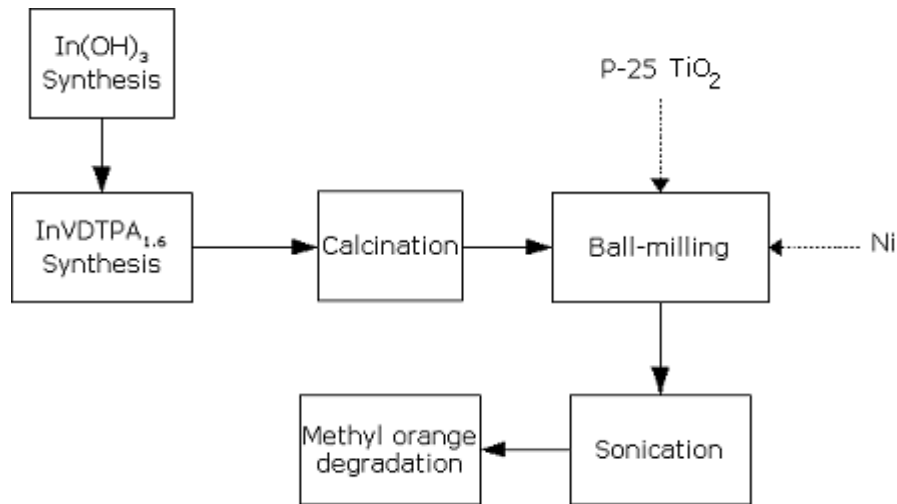 In(OH)₃
Synthesis
P-25 TiO₂
InVDTPA₁.₆
Synthesis
Calcination
Ball-milling
Ni
Methyl orange
degradation
Sonication